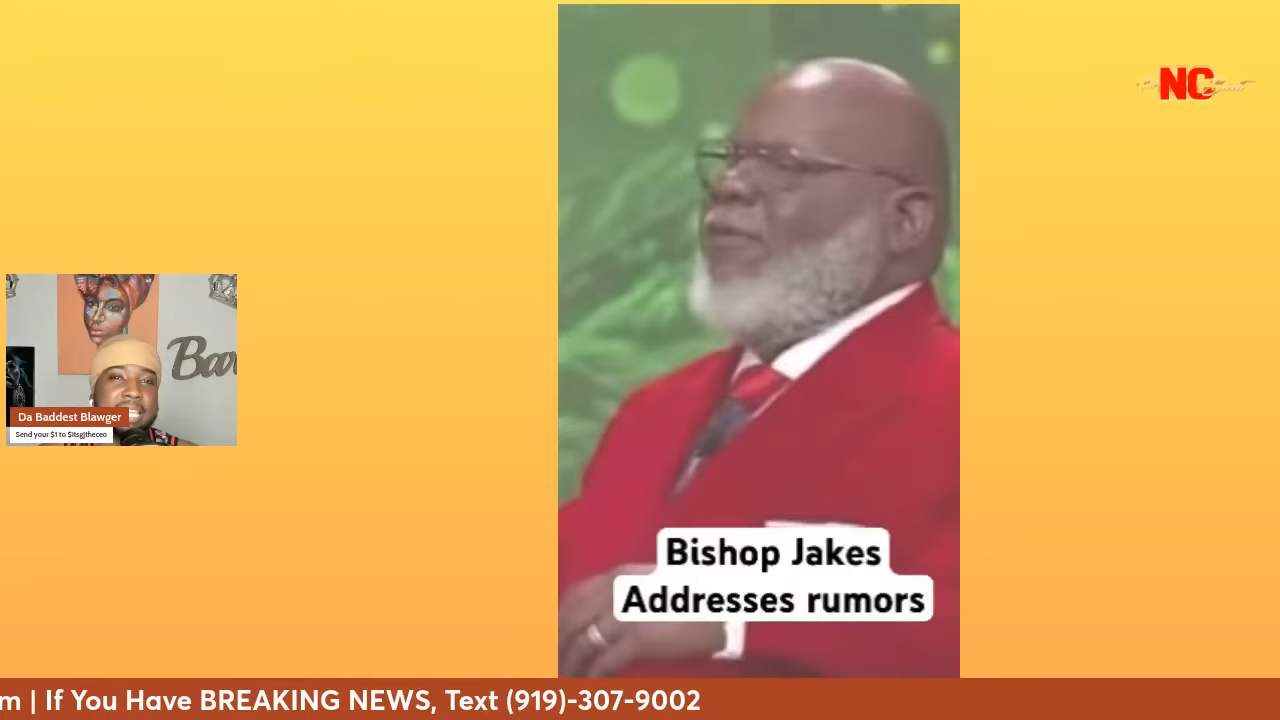 NC
Bar
Da Baddest Blawger
Send your $1 to $itsgjtheceo
Bishop Jakes
Addresses rumors
m | If You Have BREAKING NEWS, Text (919)-307-9002